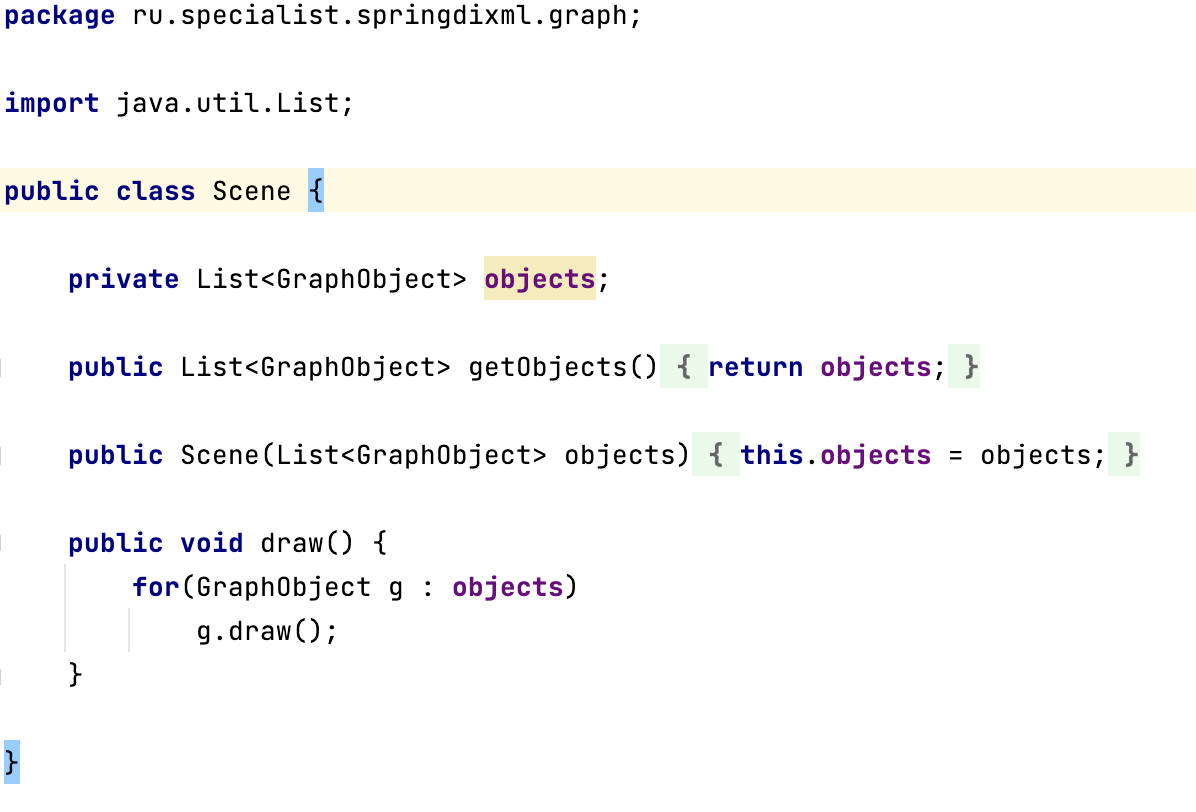 package ru.specialist.springdixml.graph;
import java.util.List;
public class Scene {
private List<GraphObject> objects;
public List<GraphObject> getObjects() { return objects; }
public Scene(List<GraphObject> objects) { this.objects = objects; }
public void draw() {
for(GraphObject g : objects)
g.draw();
}
}